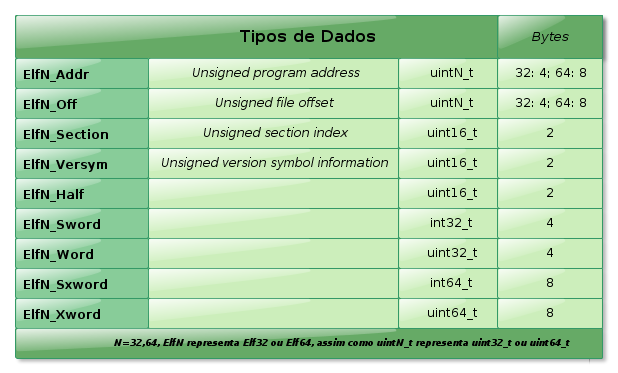 Tipos de Dados Bytes
ElfN_Addr Unsigned program address uintN_t 32: 4; 64: 8
ElfN_Off Unsigned file offset uintN_t 32: 4; 64: 8
ElfN_Section Unsigned section index uint16_t 2
ElfN_Versym Unsigned version symbol information uint16_t 2
ElfN_Half uint16_t 2
ElfN_Sword int32_t 4
ElfN_Word uint32_t 4
ElfN_Sxword int64_t 8
ElfN_Xword uint64_t 8
N=32,64, ElfN representa Elf32 ou Elf64, assim como uintN_t representa uint32_t ou uint64_t